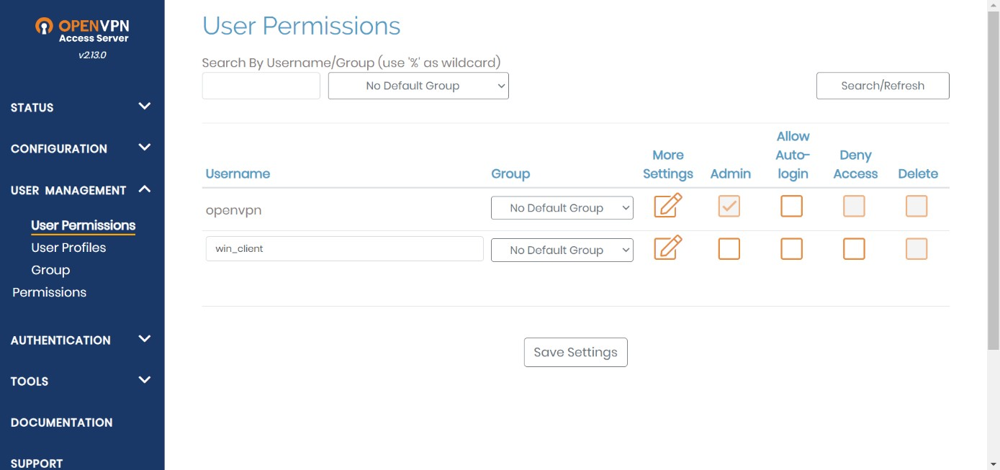 OPENVPN
Access Server
v2.13.0
STATUS
CONFIGURATION
USER MANAGEMENT
User Permissions
User Profiles
Group
Permissions
AUTHENTICATION
TOOLS
DOCUMENTATION
SUPPORT
User Permissions
Search By Username/Group (use '%' as wildcard)
No Default Group
Search/Refresh
Username Group More Settings Admin Allow Auto-login Deny Access Delete
openvpn No Default Group
win_client No Default Group
Save Settings